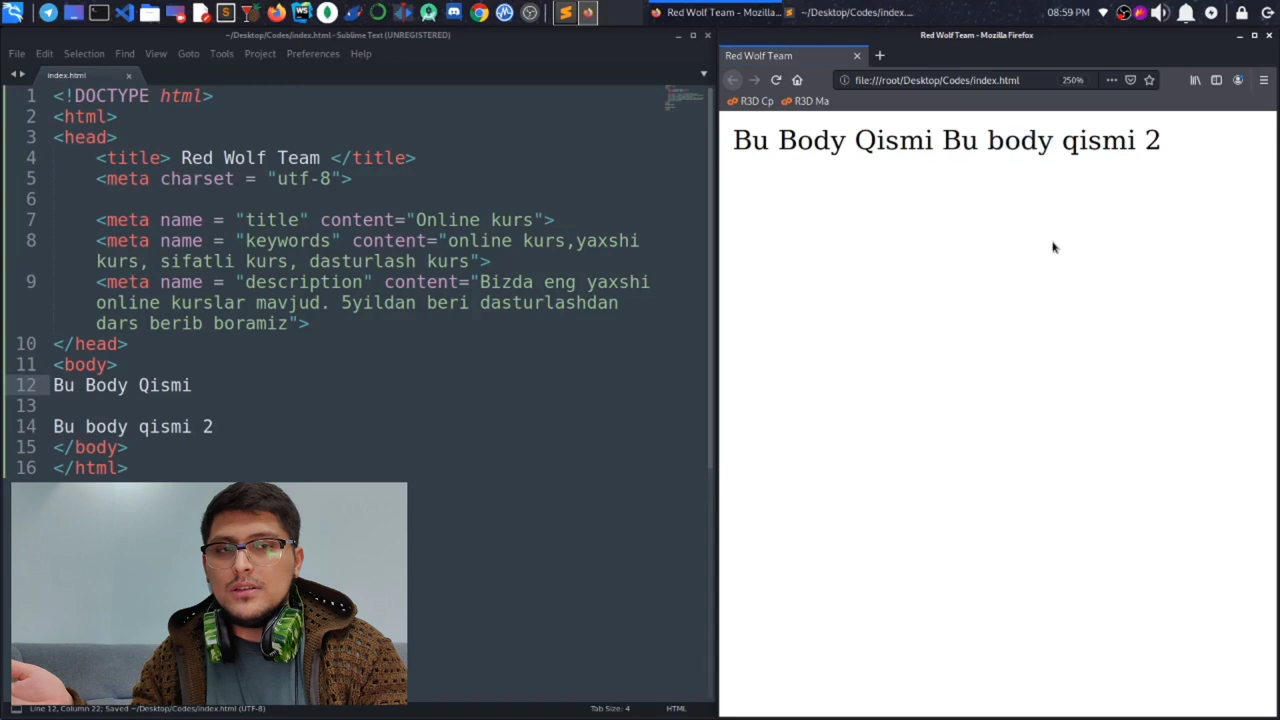 Red Wolf Team - Mozilla...
~/Desktop/Codes/index....
08:59 PM
~/Desktop/Codes/index.html - Sublime Text (UNREGISTERED)
Red Wolf Team - Mozilla Firefox
File Edit Selection Find View Goto Tools Project Preferences Help
Red Wolf Team
index.html
file:///root/Desktop/Codes/index.html 250%
R3D Cp R3D Ma
1 <!DOCTYPE html>
2 <html>
3 <head>
4 <title> Red Wolf Team </title>
5 <meta charset = "utf-8">
6
7 <meta name = "title" content="Online kurs">
8 <meta name = "keywords" content="online kurs,yaxshi
kurs, sifatli kurs, dasturlash kurs">
9 <meta name = "description" content="Bizda eng yaxshi
online kurslar mavjud. 5yildan beri dasturlashdan
dars berib boramiz">
10 </head>
11 <body>
12 Bu Body Qismi
13
14 Bu body qismi 2
15 </body>
16 </html>
Bu Body Qismi Bu body qismi 2
Line 12, Column 22; Saved ~/Desktop/Codes/index.html (UTF-8)
Tab Size: 4
HTML